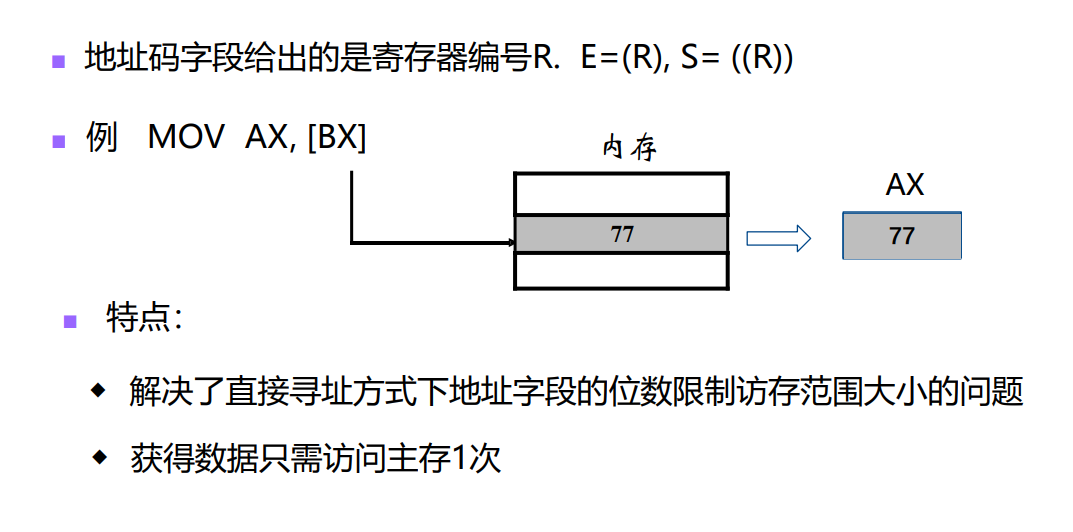 地址码字段给出的是寄存器编号R. E=(R), S= ((R))
例 MOV AX, [BX]
内存
AX
77
77
特点：
解决了直接寻址方式下地址字段的位数限制访存范围大小的问题
获得数据只需访问主存1次